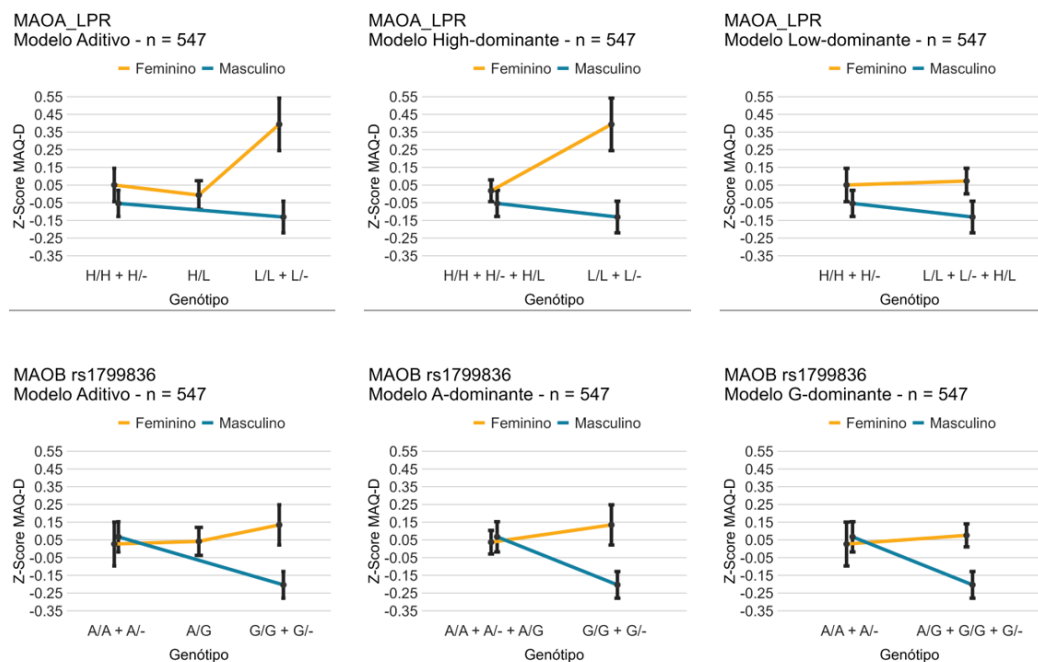 MAOA_LPR
Modelo Aditivo - n = 547
Feminino Masculino
Z-Score MAQ-D
0.55
0.45
0.35
0.25
0.15
0.05
-0.05
-0.15
-0.25
-0.35
H/H + H/- H/L L/L + L/-
Genótipo
MAOA_LPR
Modelo High-dominante - n = 547
Feminino Masculino
Z-Score MAQ-D
0.55
0.45
0.35
0.25
0.15
0.05
-0.05
-0.15
-0.25
-0.35
H/H + H/- + H/L L/L + L/-
Genótipo
MAOA_LPR
Modelo Low-dominante - n = 547
Feminino Masculino
Z-Score MAQ-D
0.55
0.45
0.35
0.25
0.15
0.05
-0.05
-0.15
-0.25
-0.35
H/H + H/- L/L + L/- + H/L
Genótipo
MAOB rs1799836
Modelo Aditivo - n = 547
Feminino Masculino
Z-Score MAQ-D
0.55
0.45
0.35
0.25
0.15
0.05
-0.05
-0.15
-0.25
-0.35
A/A + A/- A/G G/G + G/-
Genótipo
MAOB rs1799836
Modelo A-dominante - n = 547
Feminino Masculino
Z-Score MAQ-D
0.55
0.45
0.35
0.25
0.15
0.05
-0.05
-0.15
-0.25
-0.35
A/A + A/- + A/G G/G + G/-
Genótipo
MAOB rs1799836
Modelo G-dominante - n = 547
Feminino Masculino
Z-Score MAQ-D
0.55
0.45
0.35
0.25
0.15
0.05
-0.05
-0.15
-0.25
-0.35
A/A + A/- A/G + G/G + G/-
Genótipo